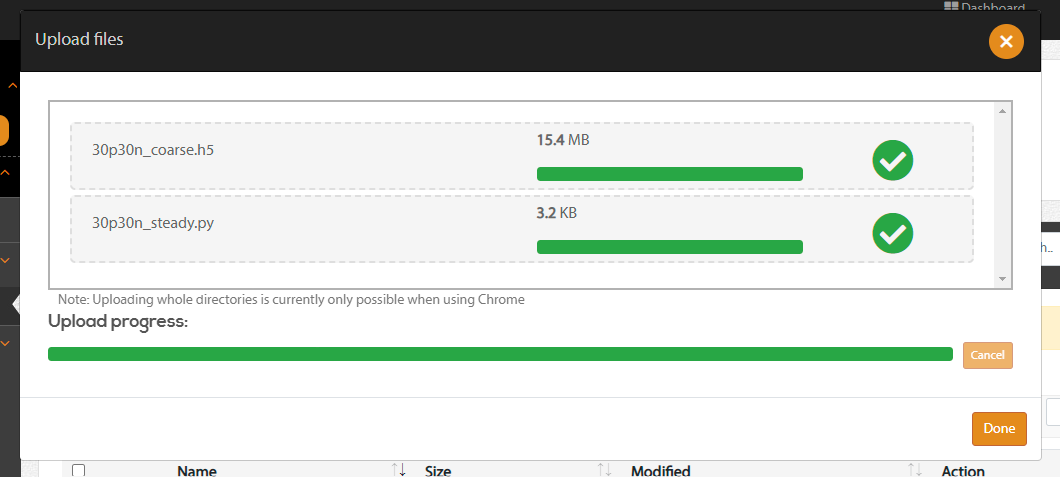 Dashboard
Upload files
30p30n_coarse.h5
15.4 MB
30p30n_steady.py
3.2 KB
h..
Note: Uploading whole directories is currently only possible when using Chrome
Upload progress:
Cancel
Done
Name Size Modified Action